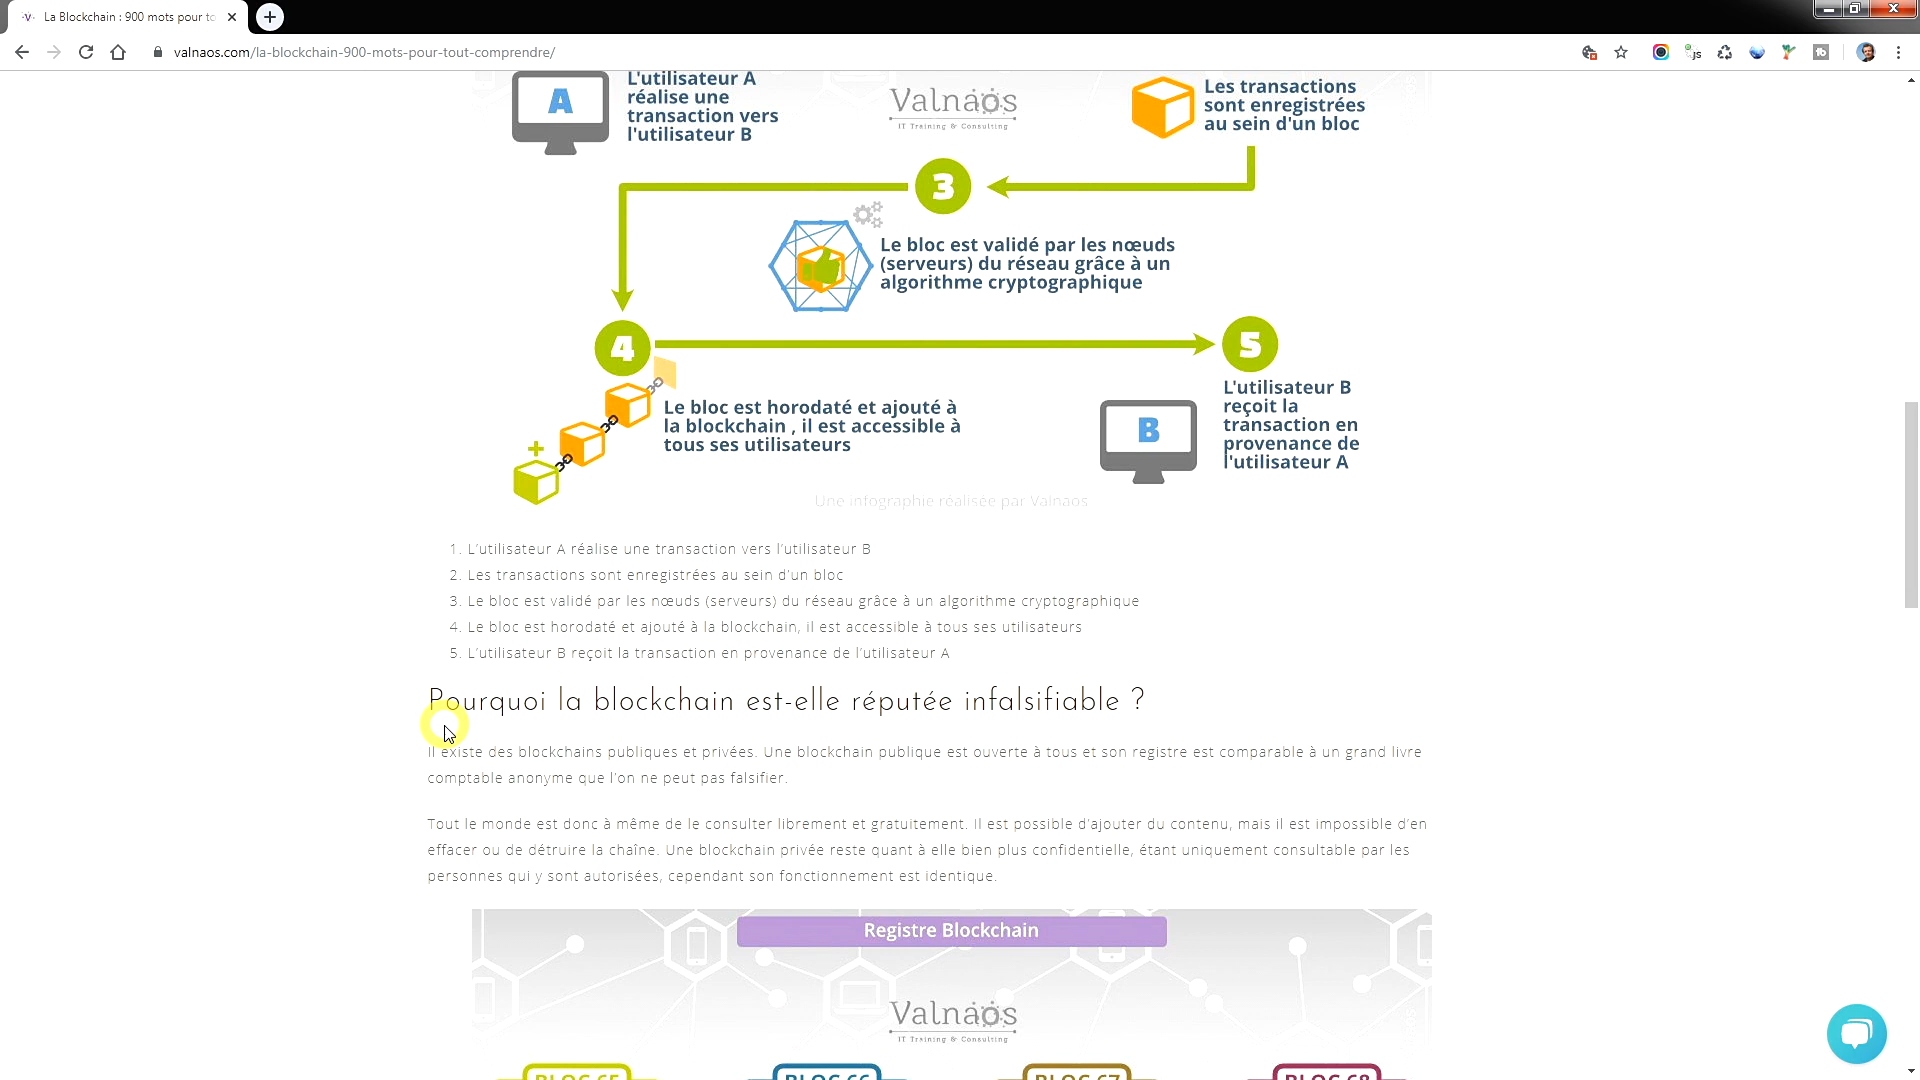 La Blockchain : 900 mots pour to
valnaos.com/la-blockchain-900-mots-pour-tout-comprendre/
A
L'utilisateur A
réalise une
transaction vers
l'utilisateur B
Valnaos
IT Training & Consulting
Les transactions
sont enregistrées
au sein d'un bloc
3
Le bloc est validé par les nœuds
(serveurs) du réseau grâce à un
algorithme cryptographique
4
5
Le bloc est horodaté et ajouté à
la blockchain , il est accessible à
tous ses utilisateurs
B
L'utilisateur B
reçoit la
transaction en
provenance de
l'utilisateur A
Une infographie réalisée par Valnaos
1. L'utilisateur A réalise une transaction vers l'utilisateur B
2. Les transactions sont enregistrées au sein d'un bloc
3. Le bloc est validé par les nœuds (serveurs) du réseau grâce à un algorithme cryptographique
4. Le bloc est horodaté et ajouté à la blockchain, il est accessible à tous ses utilisateurs
5. L'utilisateur B reçoit la transaction en provenance de l'utilisateur A
Pourquoi la blockchain est-elle réputée infalsifiable ?
Il existe des blockchains publiques et privées. Une blockchain publique est ouverte à tous et son registre est comparable à un grand livre
comptable anonyme que l'on ne peut pas falsifier.
Tout le monde est donc à même de le consulter librement et gratuitement. Il est possible d'ajouter du contenu, mais il est impossible d'en
effacer ou de détruire la chaîne. Une blockchain privée reste quant à elle bien plus confidentielle, étant uniquement consultable par les
personnes qui y sont autorisées, cependant son fonctionnement est identique.
Registre Blockchain
Valnaos
IT Training & Consulting
BLOC 65 BLOC 66 BLOC 67 BLOC 68